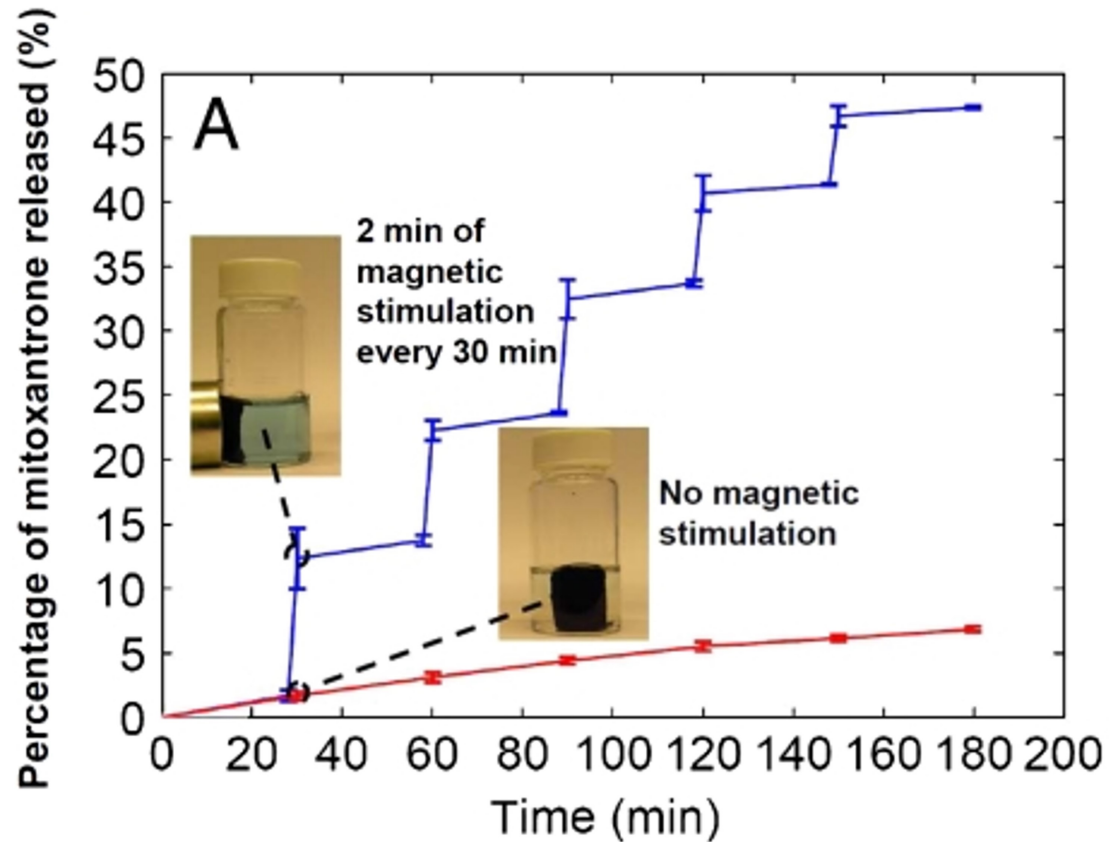 Percentage of mitoxantrone released (%)
50
45
40
35
30
25
20
15
10
5
0
A
2 min of
magnetic
stimulation
every 30 min
No magnetic
stimulation
0 20 40 60 80 100 120 140 160 180 200
Time (min)